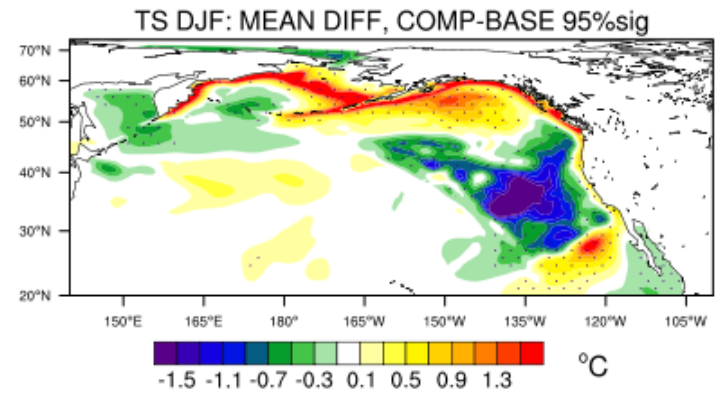 TS DJF: MEAN DIFF, COMP-BASE 95%sig
70°N
60°N
50°N
40°N
30°N
20°N
150°E 165°E 180° 165°W 150°W 135°W 120°W 105°W
-1.5 -1.1 -0.7 -0.3 0.1 0.5 0.9 1.3
°C